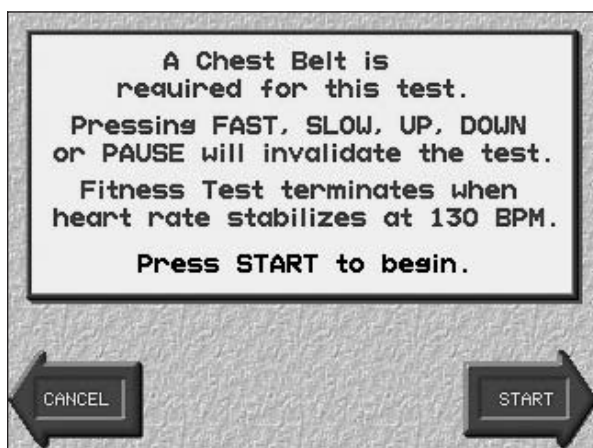 A Chest Belt is
required for this test.
Pressing FAST, SLOW, UP, DOWN
or PAUSE will invalidate the test.
Fitness Test terminates when
heart rate stabilizes at 130 BPM.
Press START to begin.
CANCEL
START